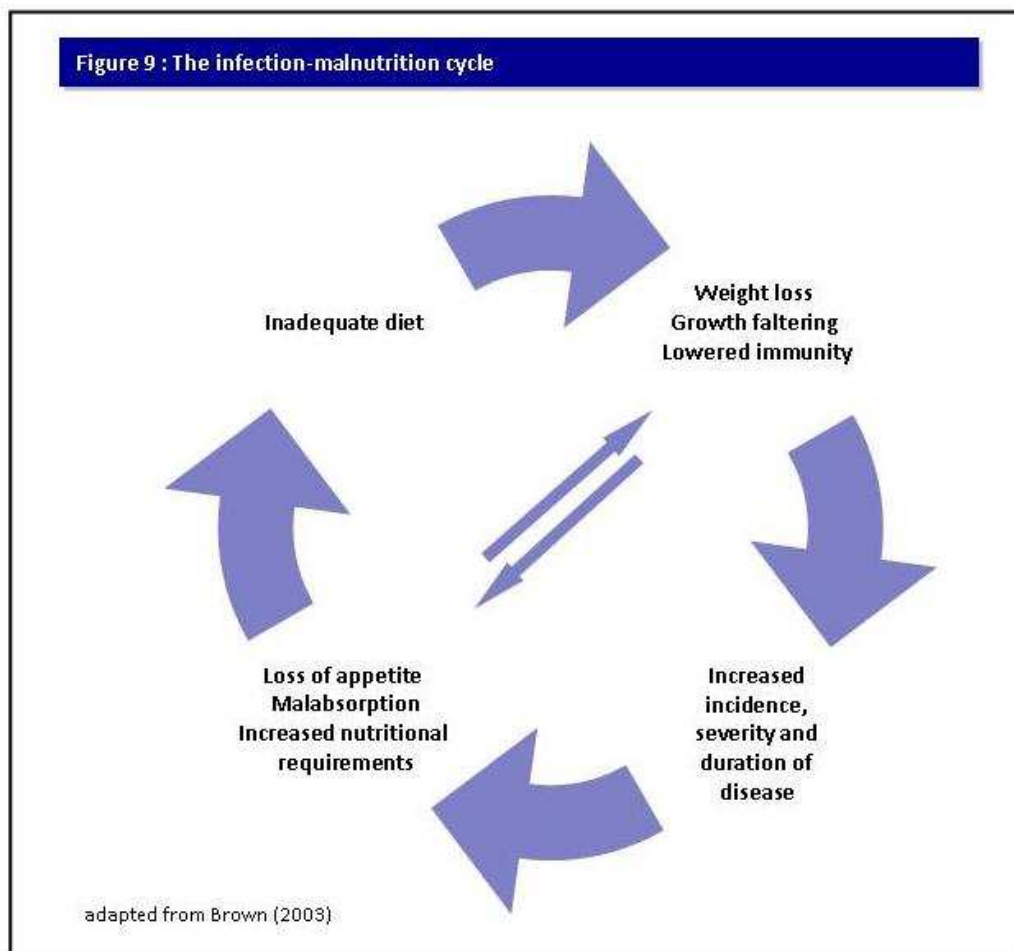 Figure 9 : The infection-malnutrition cycle
Inadequate diet
Weight loss
Growth faltering
Lowered immunity
Increased
incidence,
severity and
duration of
disease
Loss of appetite
Malabsorption
Increased nutritional
requirements
adapted from Brown (2003)